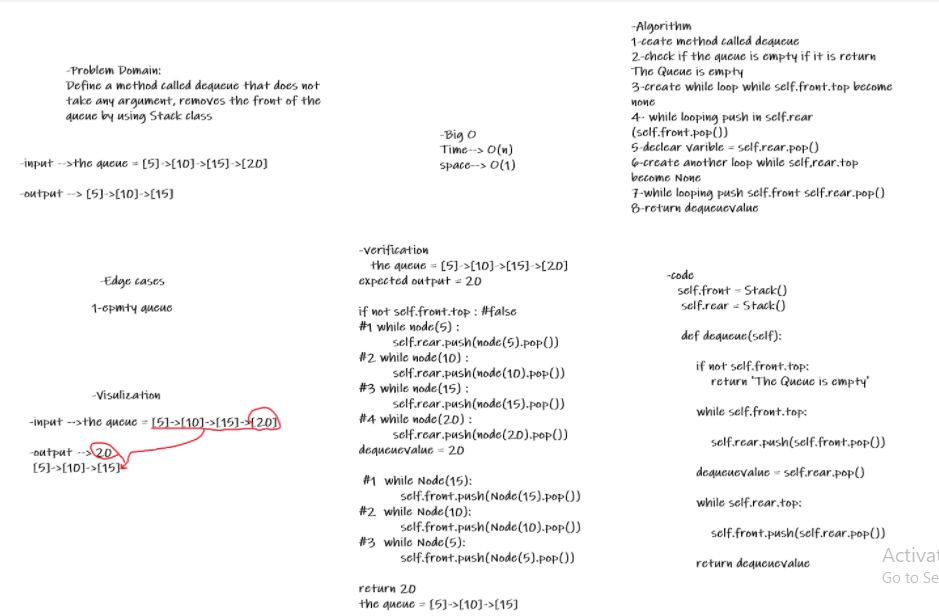 -Problem Domain:
Define a method called dequeue that does not
take any argument, removes the front of the
queue by using Stack class
-input -->the queue = [5]->[10]->[15]->[20]
-output --> [5]->[10]->[15]
-Big O
Time--> O(n)
space--> O(1)
-Algorithm
1-ceate method called dequeue
2-check if the queue is empty if it is return
The Queue is empty
3-create while loop while self.front.top become
none
4- while looping push in self.rear
(self.front.pop())
5-declear varible = self.rear.pop()
6-create another loop while self,rear.top
become None
7-while looping push self.front self.rear.pop()
8-return dequeuevalue
-Edge cases
1-epmty queue
-Visulization
-input -->the queue = [5]->[10]->[15]->[20]
-output --> 20
[5]->[10]->[15]
-verification
the queue = [5]->[10]->[15]->[20]
expected output = 20
if not self.front.top : #false
#1 while node(5) :
self.rear.push(node(5).pop())
#2 while node(10) :
self.rear.push(node(10).pop())
#3 while node(15) :
self.rear.push(node(15).pop())
#4 while node(20) :
self.rear.push(node(20).pop())
dequeuevalue = 20
#1 while Node(15):
self.front.push(Node(15).pop())
#2 while Node(10):
self.front.push(Node(10).pop())
#3 while Node(5):
self.front.push(Node(5).pop())
return 20
the queue = [5]->[10]->[15]
-code
self.front = Stack()
self.rear = Stack()
def dequeue(self):
if not self.front.top:
return 'The Queue is empty'
while self.front.top:
self.rear.push(self.front.pop())
dequeuevalue = self.rear.pop()
while self.rear.top:
self.front.push(self.rear.pop())
return dequeuevalue
Activat
Go to Se